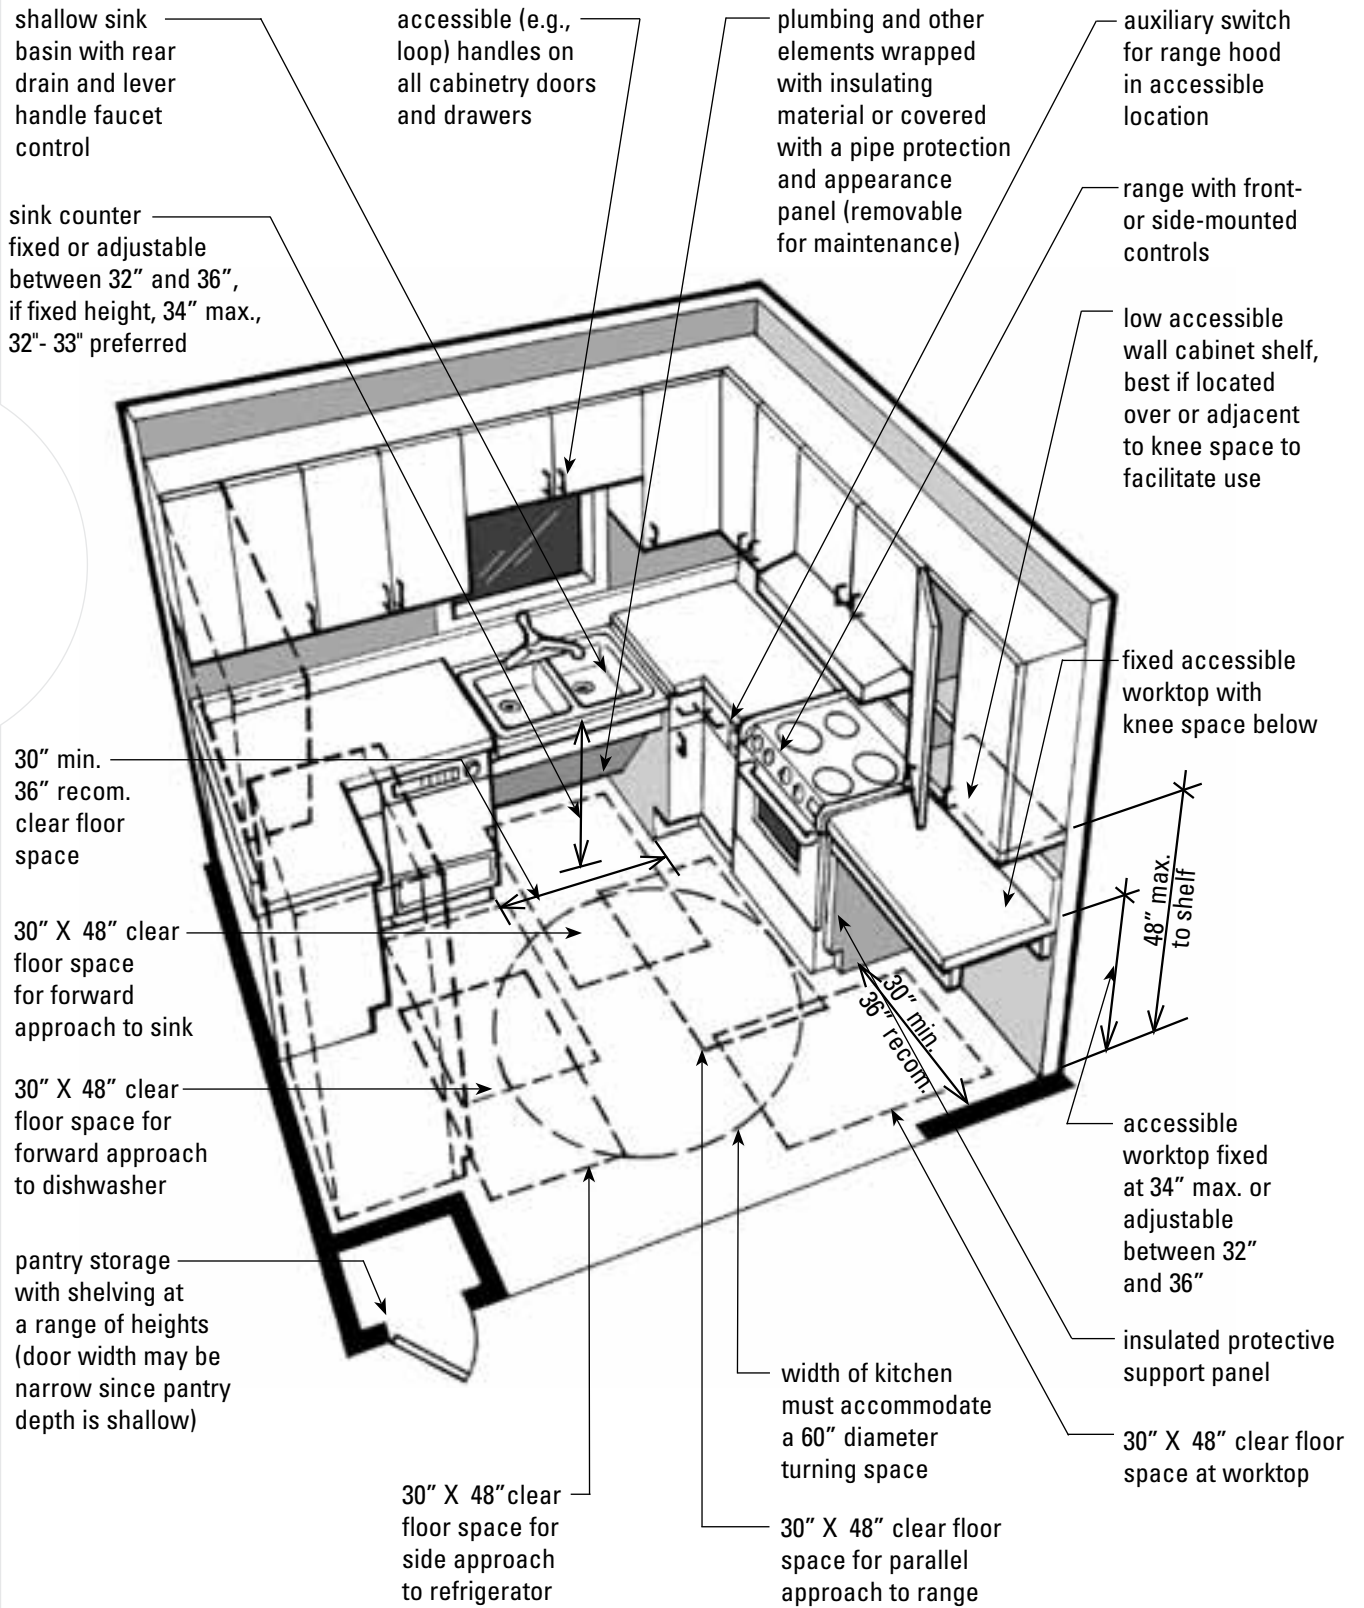 shallow sink
basin with rear
drain and lever
handle faucet
control
accessible (e.g.,
loop) handles on
all cabinetry doors
and drawers
plumbing and other
elements wrapped
with insulating
material or covered
with a pipe protection
and appearance
panel (removable
for maintenance)
auxiliary switch
for range hood
in accessible
location
range with front-
or side-mounted
controls
sink counter
fixed or adjustable
between 32” and 36”,
if fixed height, 34” max.,
32"- 33" preferred
low accessible
wall cabinet shelf,
best if located
over or adjacent
to knee space to
facilitate use
fixed accessible
worktop with
knee space below
30” min.
36” recom.
clear floor
space
48” max.
to shelf
30” X 48” clear
floor space
for forward
approach to sink
30” min.
36” recom.
30” X 48” clear
floor space for
forward approach
to dishwasher
accessible
worktop fixed
at 34” max. or
adjustable
between 32”
and 36”
pantry storage
with shelving at
a range of heights
(door width may be
narrow since pantry
depth is shallow)
insulated protective
support panel
width of kitchen
must accommodate
a 60” diameter
turning space
30” X 48” clear floor
space at worktop
30” X 48”clear
floor space for
side approach
to refrigerator
30” X 48” clear floor
space for parallel
approach to range